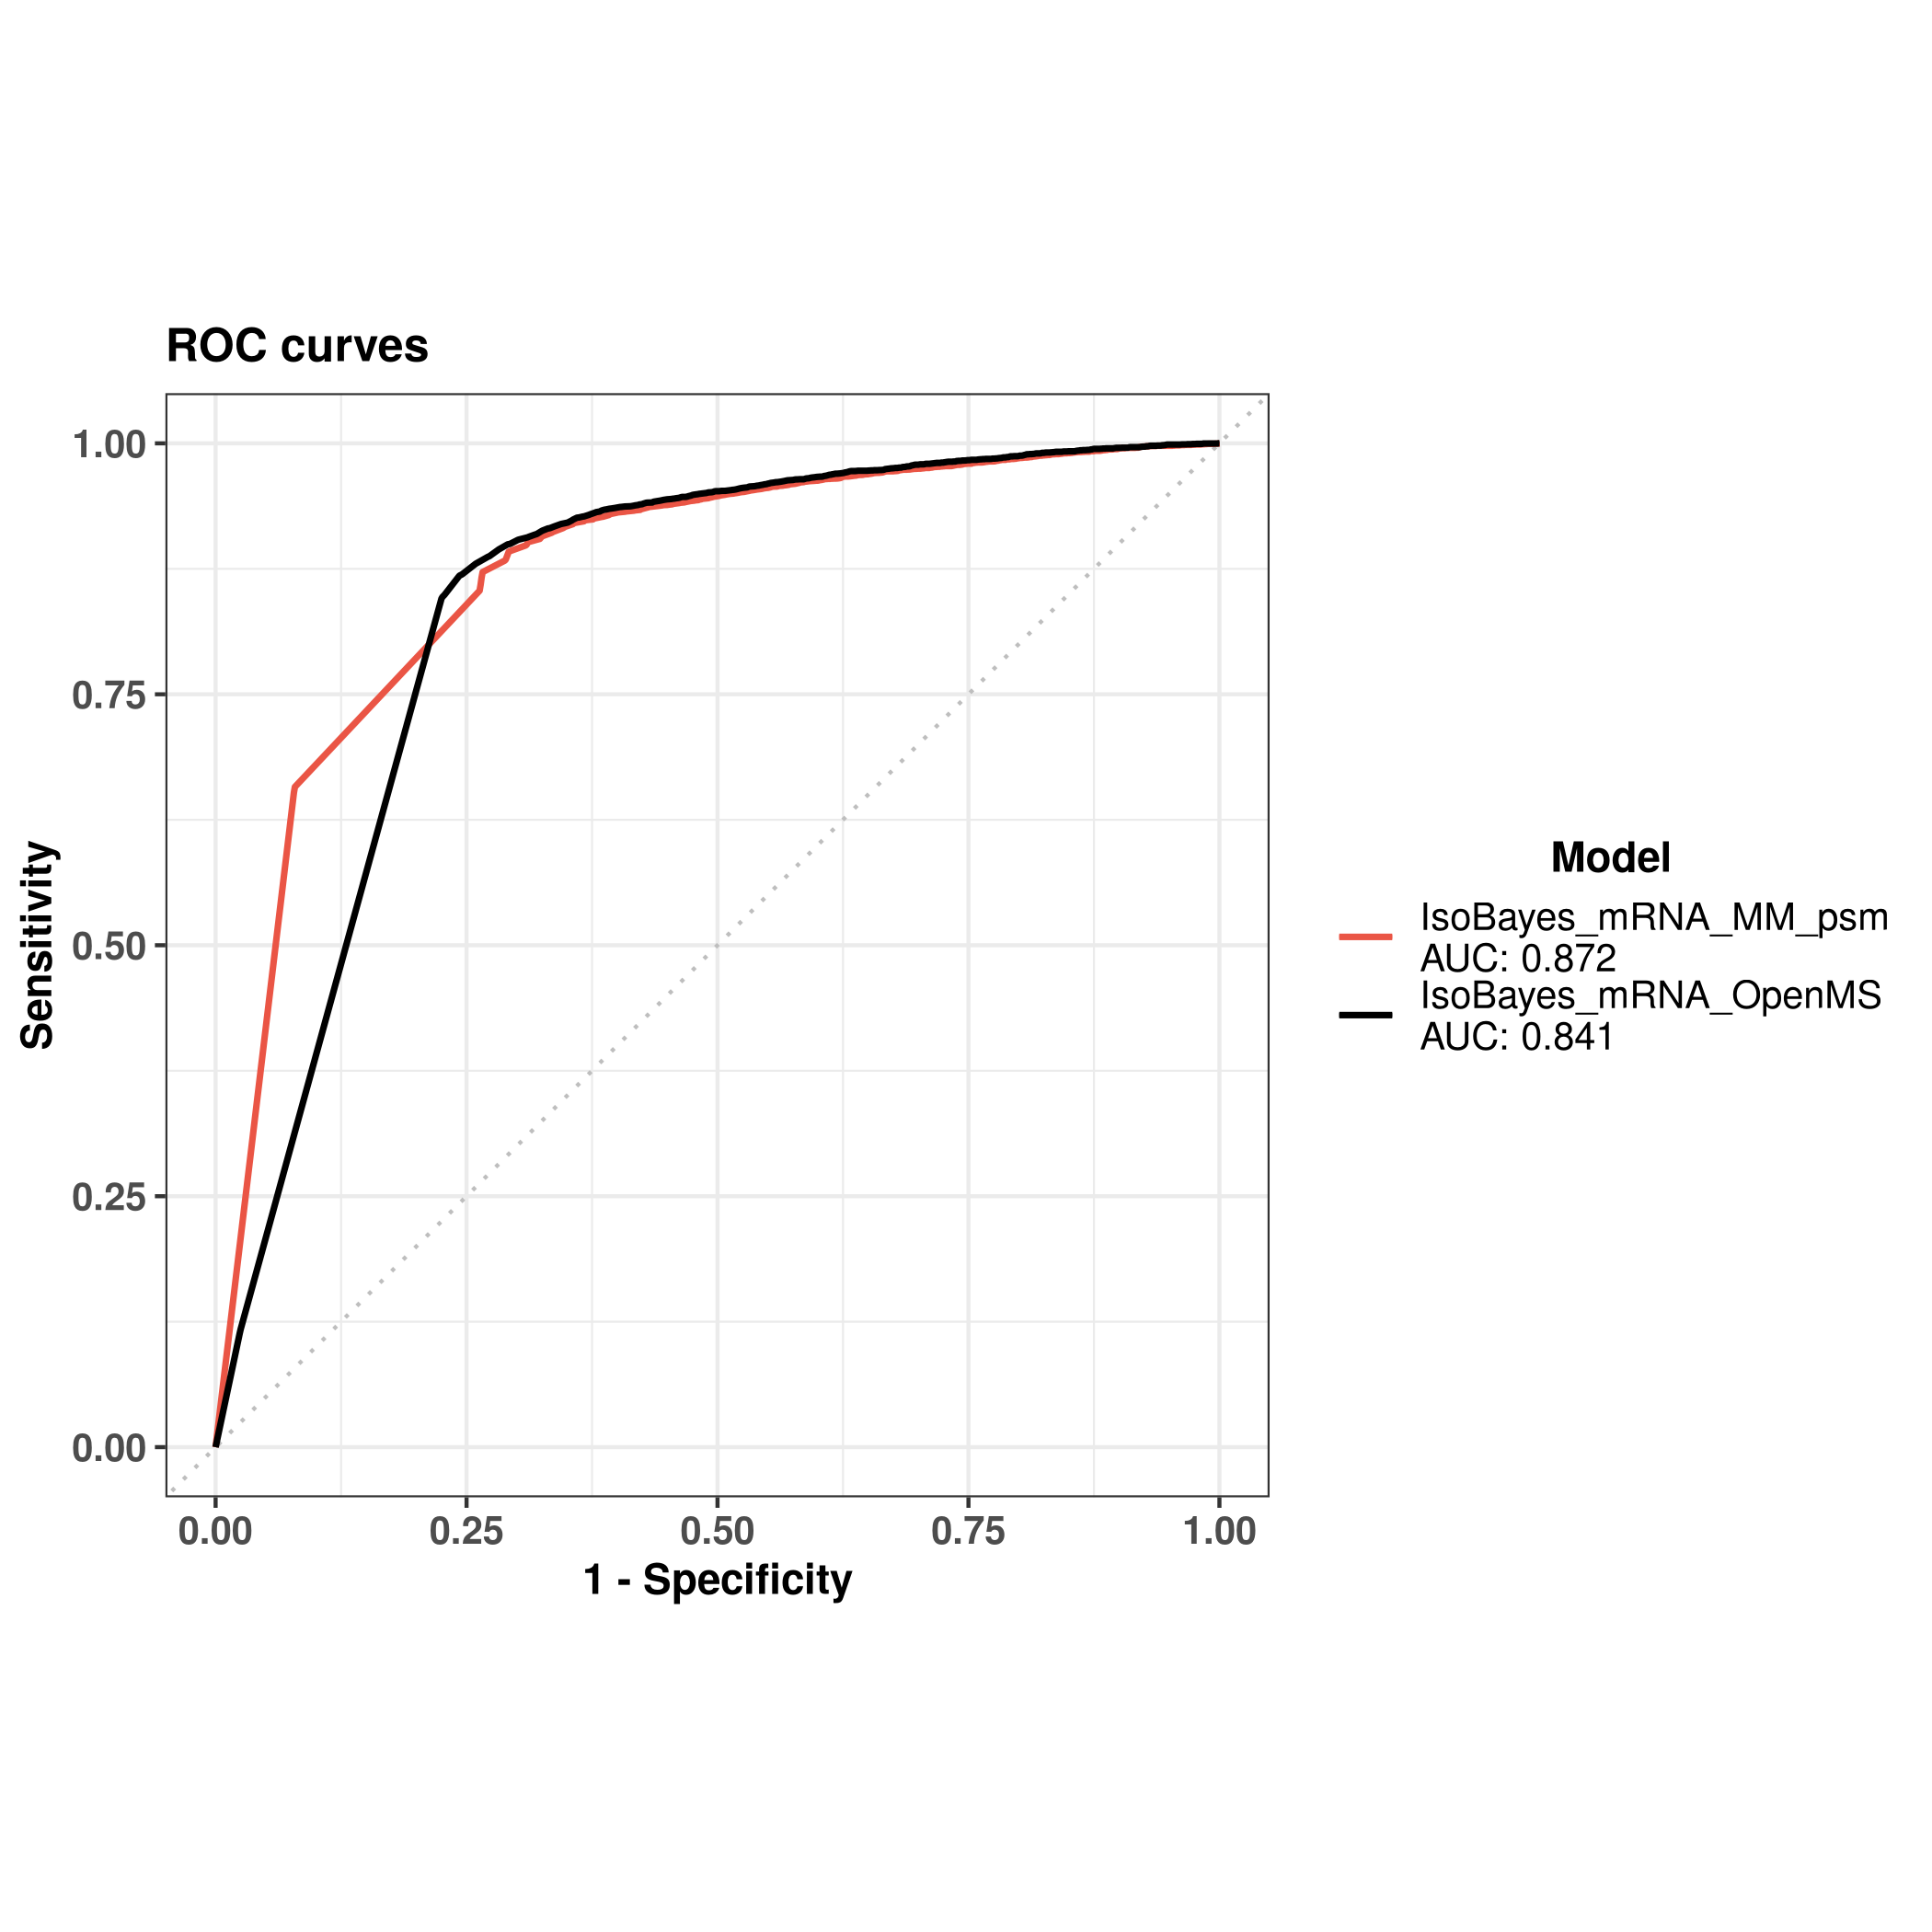 ROC curves
1.00
0.75
0.50
0.25
0.00
Sensitivity
0.00 0.25 0.50 0.75 1.00
1 - Specificity
Model
IsoBayes_mRNA_MM_psm
AUC: 0.872
IsoBayes_mRNA_OpenMS
AUC: 0.841